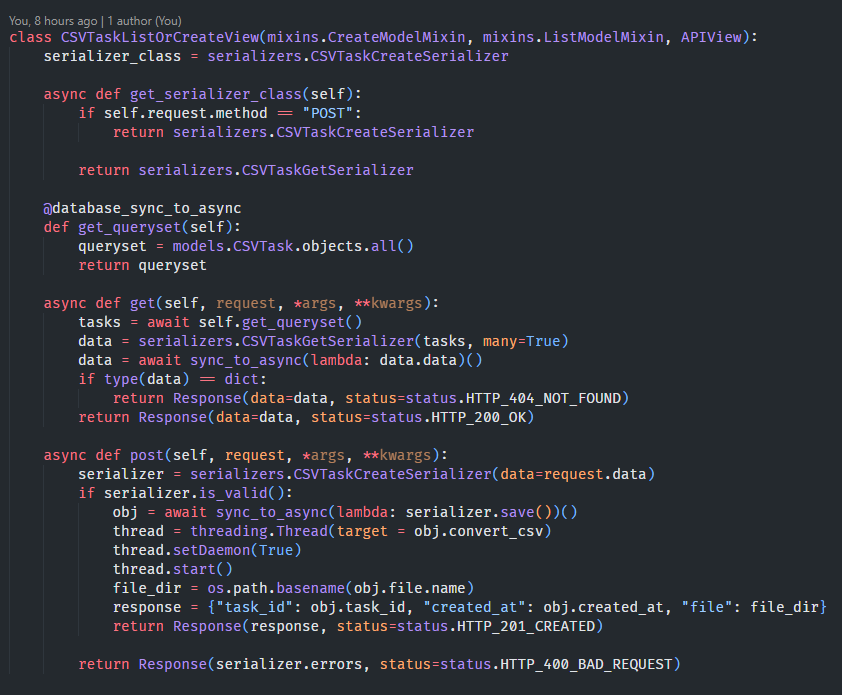 You, 8 hours ago | 1 author (You)
class CSVTaskListOrCreateView(mixins.CreateModelMixin, mixins.ListModelMixin, APIView):
    serializer_class = serializers.CSVTaskCreateSerializer

    async def get_serializer_class(self):
        if self.request.method == "POST":
            return serializers.CSVTaskCreateSerializer

        return serializers.CSVTaskGetSerializer

    @database_sync_to_async
    def get_queryset(self):
        queryset = models.CSVTask.objects.all()
        return queryset

    async def get(self, request, *args, **kwargs):
        tasks = await self.get_queryset()
        data = serializers.CSVTaskGetSerializer(tasks, many=True)
        data = await sync_to_async(lambda: data.data)()
        if type(data) == dict:
            return Response(data=data, status=status.HTTP_404_NOT_FOUND)
        return Response(data=data, status=status.HTTP_200_OK)

    async def post(self, request, *args, **kwargs):
        serializer = serializers.CSVTaskCreateSerializer(data=request.data)
        if serializer.is_valid():
            obj = await sync_to_async(lambda: serializer.save())()
            thread = threading.Thread(target = obj.convert_csv)
            thread.setDaemon(True)
            thread.start()
            file_dir = os.path.basename(obj.file.name)
            response = {"task_id": obj.task_id, "created_at": obj.created_at, "file": file_dir}
            return Response(response, status=status.HTTP_201_CREATED)

        return Response(serializer.errors, status=status.HTTP_400_BAD_REQUEST)